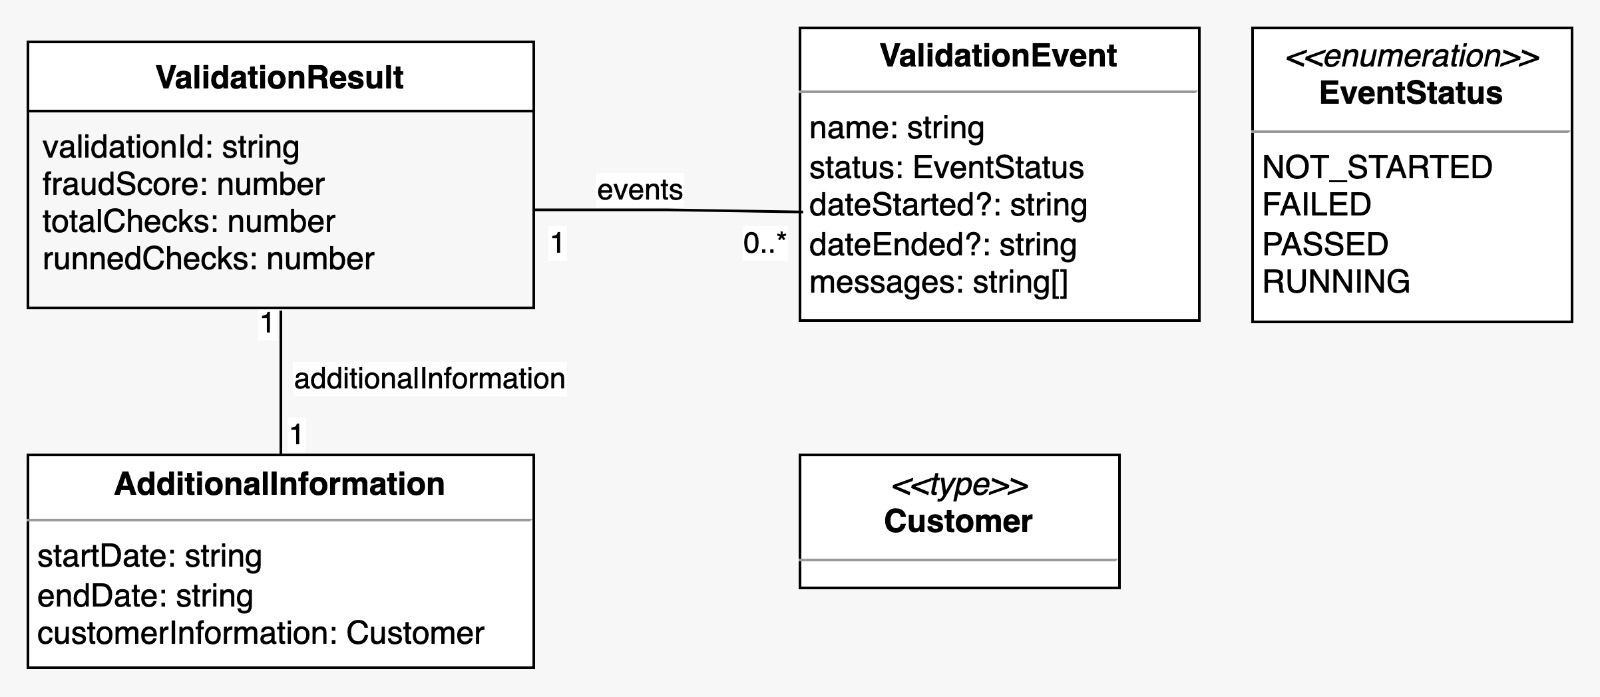 ValidationResult
validationId: string
fraudScore: number
totalChecks: number
runnedChecks: number
events
1
0..*
ValidationEvent
name: string
status: EventStatus
dateStarted?: string
dateEnded?: string
messages: string[]
<<enumeration>>
EventStatus
NOT_STARTED
FAILED
PASSED
RUNNING
1
additionalInformation
1
AdditionalInformation
startDate: string
endDate: string
customerInformation: Customer
<<type>>
Customer